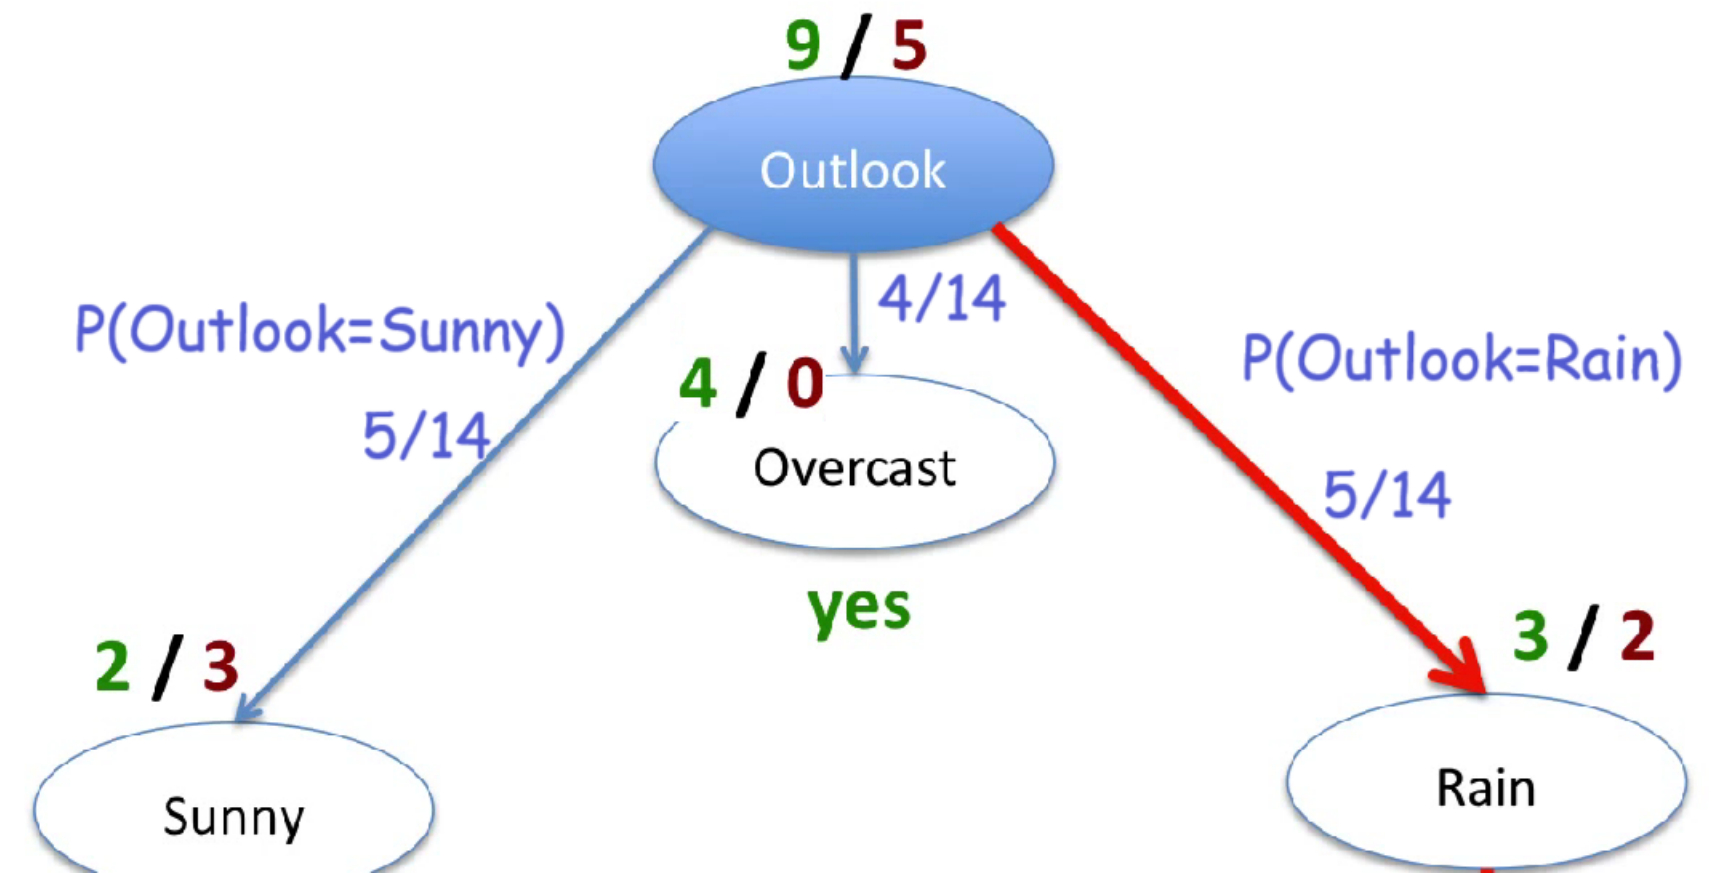 9 / 5
Outlook
P(Outlook=Sunny)
4/14
P(Outlook=Rain)
5/14
4 / 0
Overcast
5/14
yes
2 / 3
3 / 2
Sunny
Rain